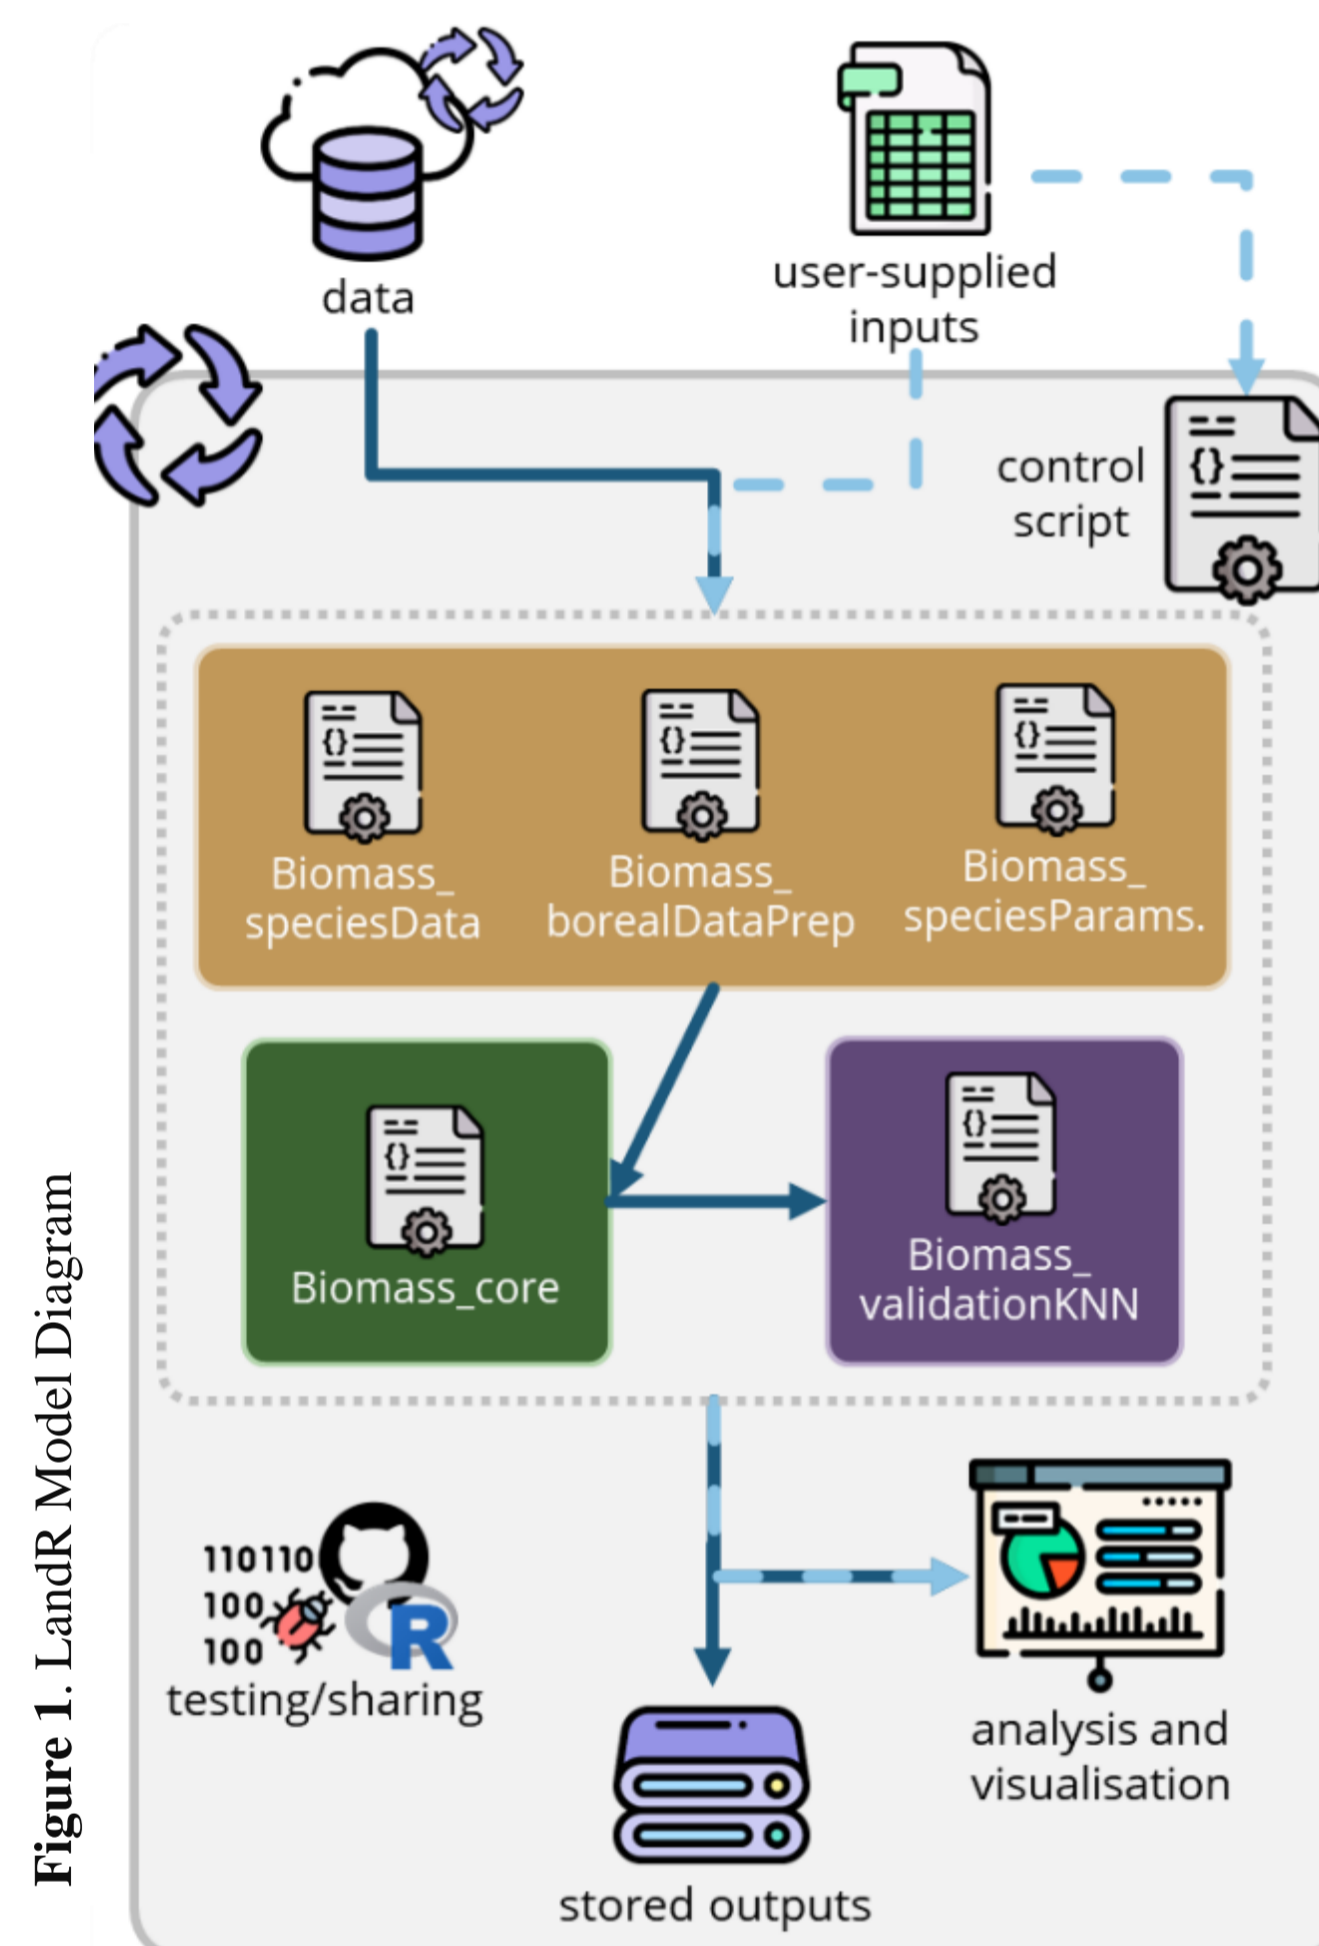 data
user-supplied
inputs
control
script
{}
{}
{}
{}
Biomass_
speciesData
Biomass_
borealDataPrep
Biomass_
speciesParams.
{}
{}
Biomass_core
Biomass_
validationKNN
110110
100
100
R
testing/sharing
analysis and
visualisation
stored outputs
Figure 1. LandR Model Diagram